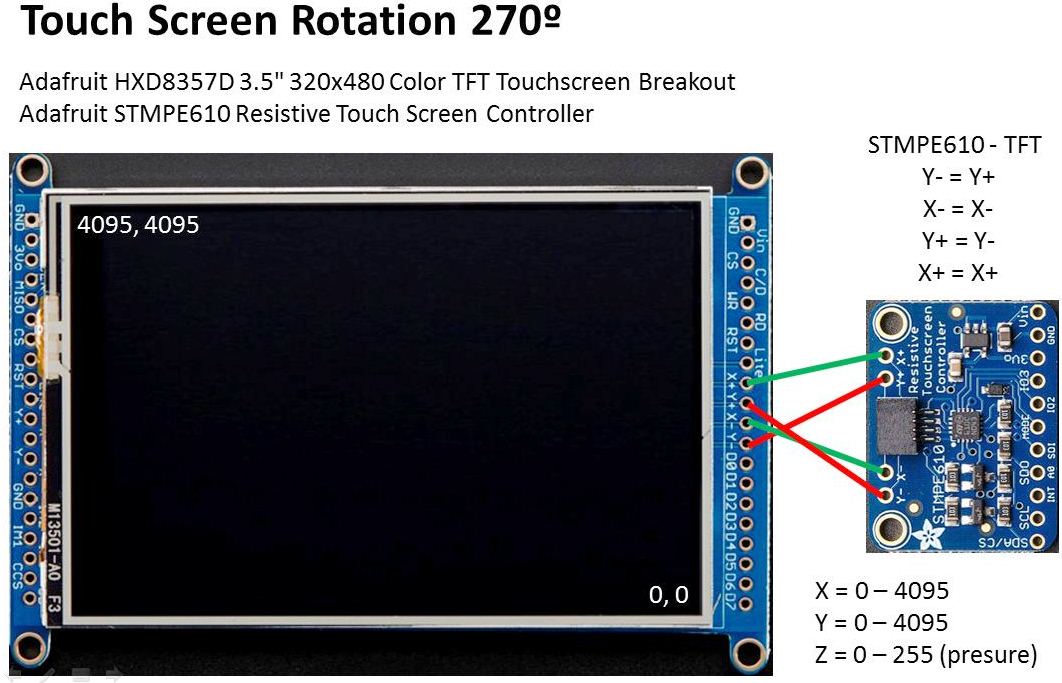 Touch Screen Rotation 270º
Adafruit HXD8357D 3.5" 320x480 Color TFT Touchscreen Breakout
Adafruit STMPE610 Resistive Touch Screen Controller
STMPE610 - TFT
Y- = Y+
X- = X-
Y+ = Y-
X+ = X+
4095, 4095
0, 0
GND
3Vo
MISO
CS
RST
Y+
Y-
GND
IM1
CCS
MT3501-A0 F3
GND
Vin
CS
C/D
WR
RD
RST
Lite
X+
Y+
X-
Y-
D0
D1
D2
D3
D4
D5
D6
D7
X+
Y+
X-
Y-
Resistive
Touchscreen
Controller
STMPE610
Vin
GND
3Vo
IO3
IO2
MODE
SDI
A0
SDO
INT
SCL
SDA/CS
X = 0 – 4095
Y = 0 – 4095
Z = 0 – 255 (presure)